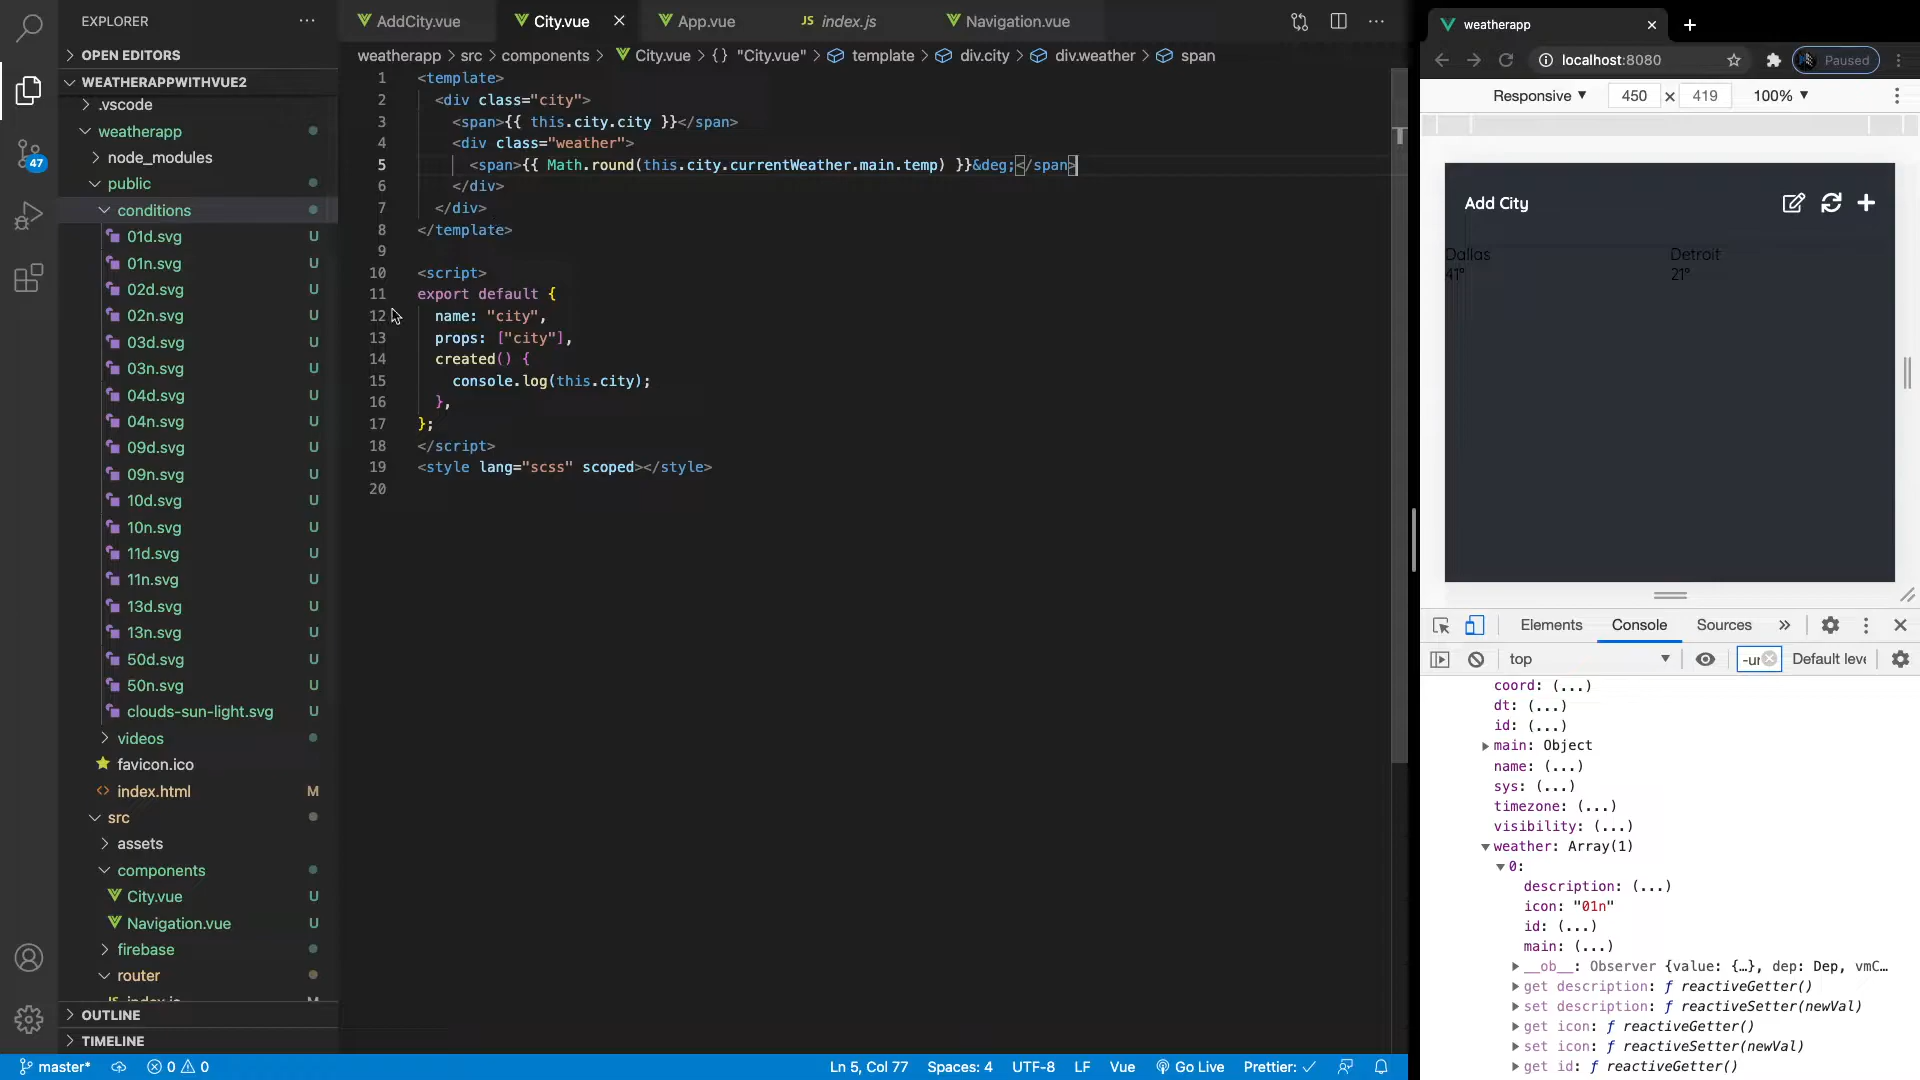 EXPLORER
OPEN EDITORS
WEATHERAPPWITHVUE2
.vscode
weatherapp
node_modules
public
conditions
01d.svg U
01n.svg U
02d.svg U
02n.svg U
03d.svg U
03n.svg U
04d.svg U
04n.svg U
09d.svg U
09n.svg U
10d.svg U
10n.svg U
11d.svg U
11n.svg U
13d.svg U
13n.svg U
50d.svg U
50n.svg U
clouds-sun-light.svg U
videos
favicon.ico
index.html M
src
assets
components
City.vue U
Navigation.vue U
firebase
router
JS index.js M
OUTLINE
TIMELINE
47
AddCity.vue City.vue App.vue JS index.js Navigation.vue
weatherapp > src > components > City.vue > {} "City.vue" > template > div.city > div.weather > span
1 <template>
2 <div class="city">
3 <span>{{ this.city.city }}</span>
4 <div class="weather">
5 <span>{{ Math.round(this.city.currentWeather.main.temp) }}&deg;</span>
6 </div>
7 </div>
8 </template>
9
10 <script>
11 export default {
12 name: "city",
13 props: ["city"],
14 created() {
15 console.log(this.city);
16 },
17 };
18 </script>
19 <style lang="scss" scoped></style>
20
master* 0 0 Ln 5, Col 77 Spaces: 4 UTF-8 LF Vue Go Live Prettier: ✓
weatherapp
localhost:8080 Paused
Responsive 450 × 419 100%
Add City
Dallas
41°
Detroit
21°
Elements Console Sources »
top -ur Default leve
coord: (...)
dt: (...)
id: (...)
main: Object
name: (...)
sys: (...)
timezone: (...)
visibility: (...)
weather: Array(1)
0:
description: (...)
icon: "01n"
id: (...)
main: (...)
__ob__: Observer {value: {…}, dep: Dep, vmC…
get description: ƒ reactiveGetter()
set description: ƒ reactiveSetter(newVal)
get icon: ƒ reactiveGetter()
set icon: ƒ reactiveSetter(newVal)
get id: ƒ reactiveGetter()